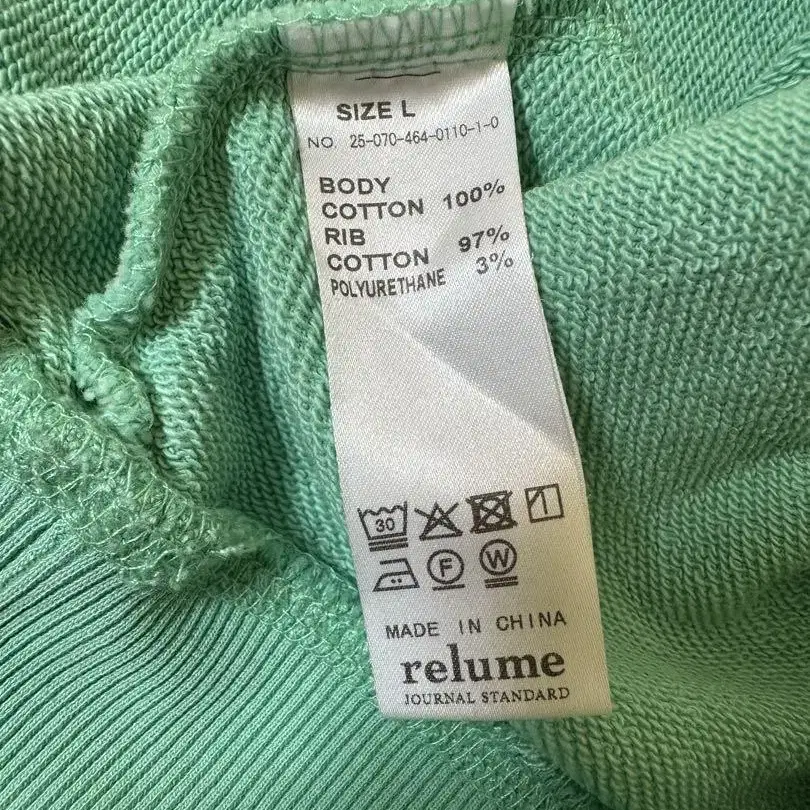 SIZE L
NO. 25-070-464-0110-1-0
BODY
COTTON 100%
RIB
COTTON 97%
POLYURETHANE 3%
30
F W
MADE IN CHINA
relume
JOURNAL STANDARD